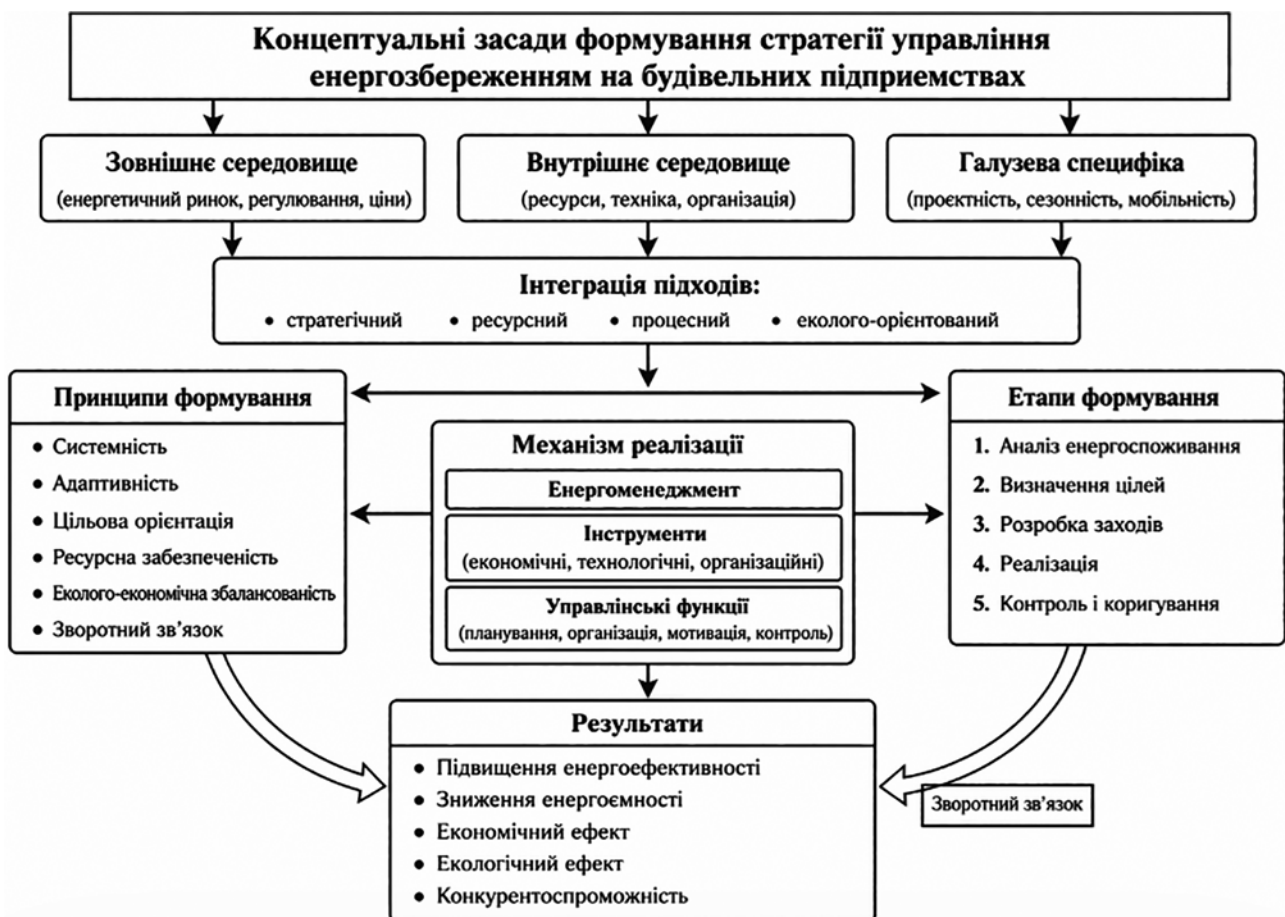 Концептуальні засади формування стратегії управління
енергозбереженням на будівельних підприемствах
Зовнішнє середовище
(енергетичний ринок, регулювання, ціни)
Внутрішнє середовище
(ресурси, техніка, організація)
Галузева специфіка
(проєктність, сезонність, мобільність)
Інтеграція підходів:
• стратегічний • ресурсний • процесний • еколого-орієнтований
Принципи формування
• Системність
• Адаптивність
• Цільова орієнтація
• Ресурсна забезпеченість
• Еколого-економічна збалансованість
• Зворотний зв'язок
Механізм реалізації
Енергоменеджмент
Інструменти
(економічні, технологічні, організаційні)
Управлінські функції
(планування, організація, мотивація, контроль)
Етапи формування
1. Аналіз енергоспоживання
2. Визначення цілей
3. Розробка заходів
4. Реалізація
5. Контроль і коригування
Результати
• Підвищення енергоефективності
• Зниження енергоємності
• Економічний ефект
• Екологічний ефект
• Конкурентоспроможність
Зворотний зв'язок